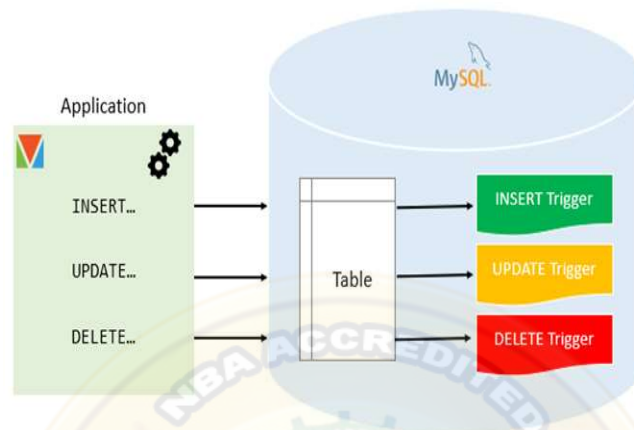 MySQL
Application
INSERT…
UPDATE…
DELETE…
Table
INSERT Trigger
UPDATE Trigger
DELETE Trigger
NBA ACCREDITED